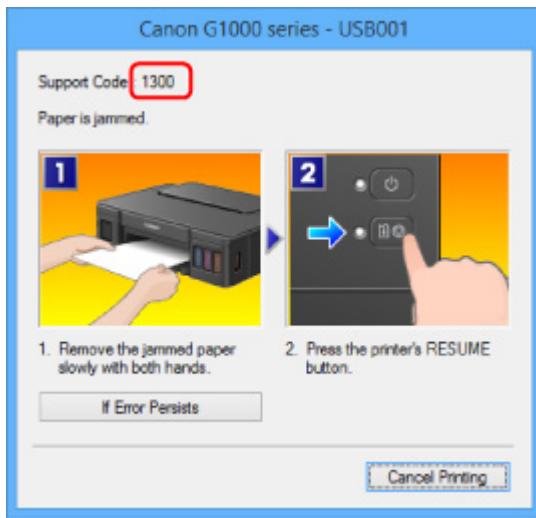 Canon G1000 series - USB001
Support Code : 1300
Paper is jammed.
1
2
1. Remove the jammed paper
slowly with both hands.
2. Press the printer's RESUME
button.
If Error Persists
Cancel Printing